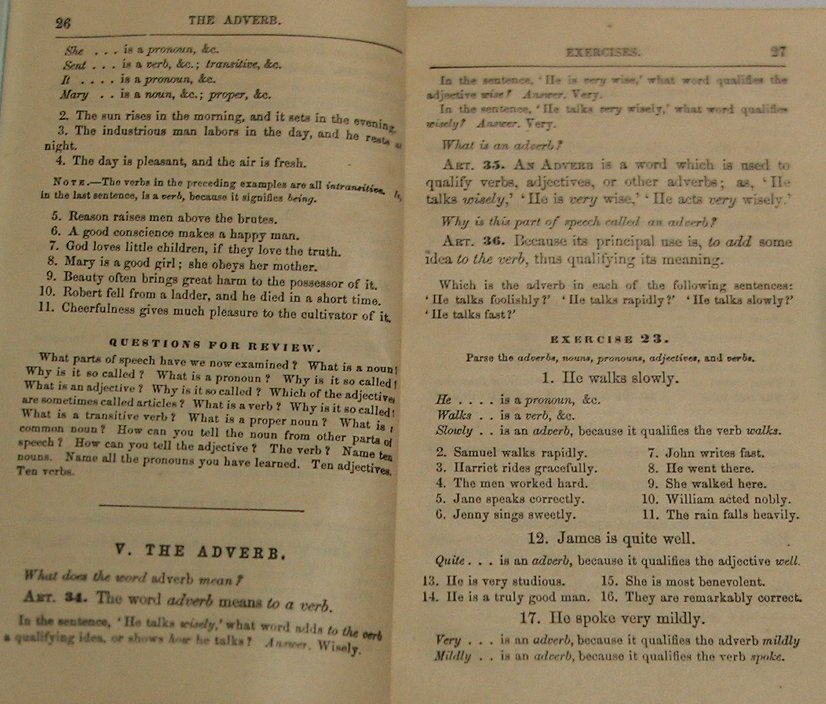 26
THE ADVERB.
She . . . is a pronoun, &c.
Sent . . . is a verb, &c.; transitive, &c.
It . . . . is a pronoun, &c.
Mary . . is a noun, &c.; proper, &c.
2. The sun rises in the morning, and it sets in the evening.
3. The industrious man labors in the day, and he rests at
night.
4. The day is pleasant, and the air is fresh.
NOTE.—The verbs in the preceding examples are all intransitive.
in the last sentence, is a verb, because it signifies being.
5. Reason raises men above the brutes.
6. A good conscience makes a happy man.
7. God loves little children, if they love the truth.
8. Mary is a good girl; she obeys her mother.
9. Beauty often brings great harm to the possessor of it.
10. Robert fell from a ladder, and he died in a short time.
11. Cheerfulness gives much pleasure to the cultivator of it.
QUESTIONS FOR REVIEW.
What parts of speech have we now examined? What is a noun?
Why is it so called? What is a pronoun? Why is it so called?
What is an adjective? Why is it so called? Which of the adjectives
are sometimes called articles? What is a verb? Why is it so called?
What is a transitive verb? What is a proper noun? What is
common noun? How can you tell the noun from other parts of
speech? How can you tell the adjective? The verb? Name ten
nouns. Name all the pronouns you have learned. Ten adjectives.
Ten verbs.
V. THE ADVERB.
What does the word adverb mean?
ART. 34. The word adverb means to a verb.
In the sentence, 'He talks wisely,' what word adds to the verb
a qualifying idea, or shows how he talks? Answer. Wisely.
EXERCISES.
27
In the sentence, 'He is very wise,' what word qualifies the
adjective wise? Answer. Very.
In the sentence, 'He talks very wisely,' what word qualifies
wisely? Answer. Very.
What is an adverb?
ART. 35. AN ADVERB is a word which is used to
qualify verbs, adjectives, or other adverbs; as, 'He
talks wisely,' 'He is very wise,' 'He acts very wisely.'
Why is this part of speech called an adverb?
ART. 36. Because its principal use is, to add some
idea to the verb, thus qualifying its meaning.
Which is the adverb in each of the following sentences:
'He talks foolishly?' 'He talks rapidly?' 'He talks slowly?'
'He talks fast?'
EXERCISE 23.
Parse the adverbs, nouns, pronouns, adjectives, and verbs.
1. He walks slowly.
He . . . . is a pronoun, &c.
Walks . . is a verb, &c.
Slowly . . is an adverb, because it qualifies the verb walks.
2. Samuel walks rapidly.
3. Harriet rides gracefully.
4. The men worked hard.
5. Jane speaks correctly.
6. Jenny sings sweetly.
7. John writes fast.
8. He went there.
9. She walked here.
10. William acted nobly.
11. The rain falls heavily.
12. James is quite well.
Quite . . . is an adverb, because it qualifies the adjective well.
13. He is very studious.
14. He is a truly good man.
15. She is most benevolent.
16. They are remarkably correct.
17. He spoke very mildly.
Very . . . is an adverb, because it qualifies the adverb mildly
Mildly . . is an adverb, because it qualifies the verb spoke.